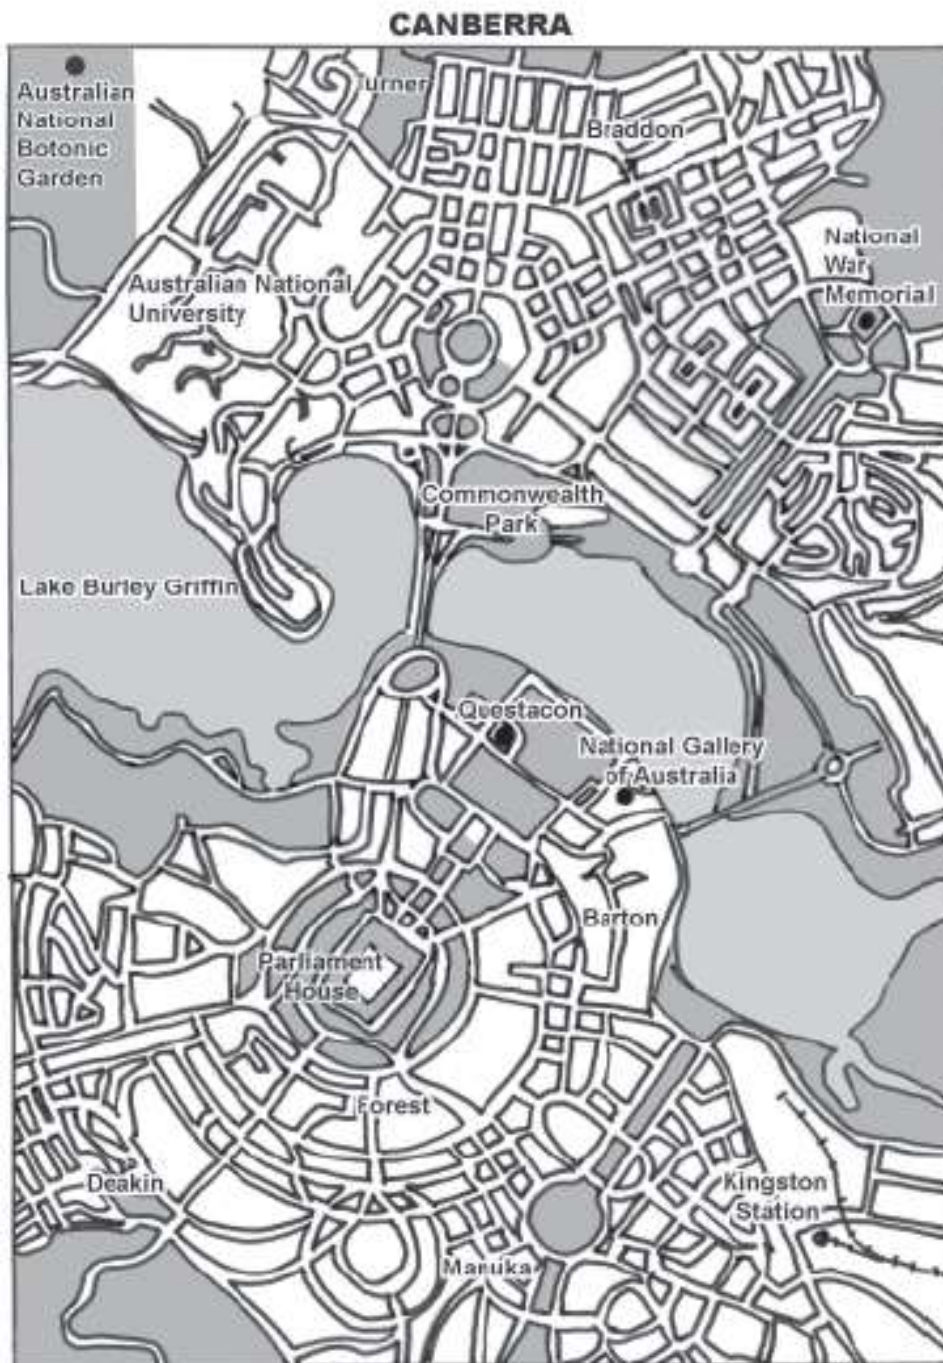 CANBERRA
Turner
Australian
National
Botonic
Garden
Braddon
National
War
Memorial
Australian National
University
Commonwealth
Park
Lake Burley Griffin
Questacon
National Gallery
of Australia
Barton
Parliament
House
Forest
Deakin
Kingston
Station
Manuka